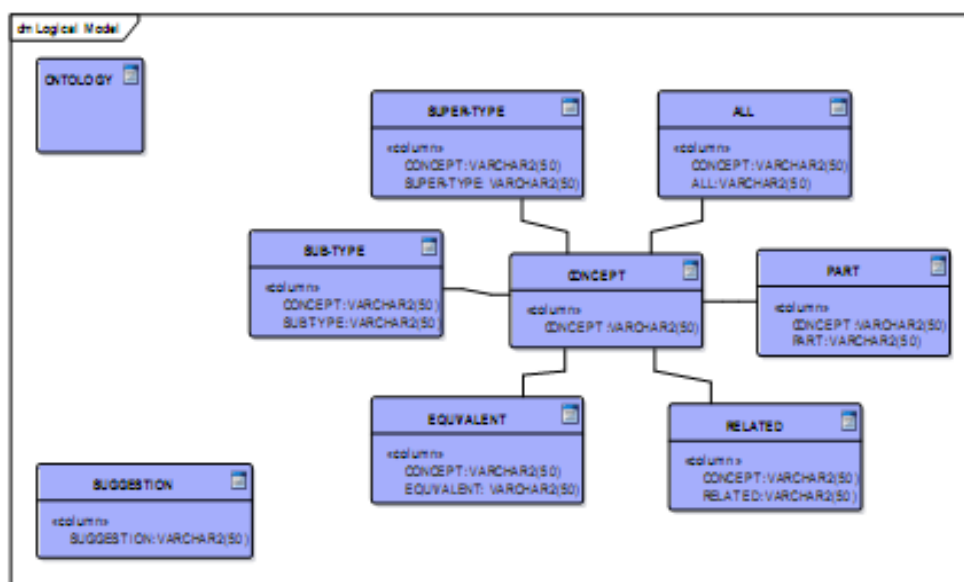 dm Logical Model
ONTOLOGY
SUPER-TYPE
«column»
CONCEPT:VARCHAR2(50)
SUPER-TYPE: VARCHAR2(50)
ALL
«column»
CONCEPT:VARCHAR2(50)
ALL:VARCHAR2(50)
SUB-TYPE
«column»
CONCEPT:VARCHAR2(50)
SUBTYPE:VARCHAR2(50)
CONCEPT
«column»
CONCEPT :VARCHAR2(50)
PART
«column»
CONCEPT :VARCHAR2(50)
PART:VARCHAR2(50)
EQUIVALENT
«column»
CONCEPT:VARCHAR2(50)
EQUIVALENT: VARCHAR2(50)
RELATED
«column»
CONCEPT:VARCHAR2(50)
RELATED:VARCHAR2(50)
SUGGESTION
«column»
SUGGESTION:VARCHAR2(50)